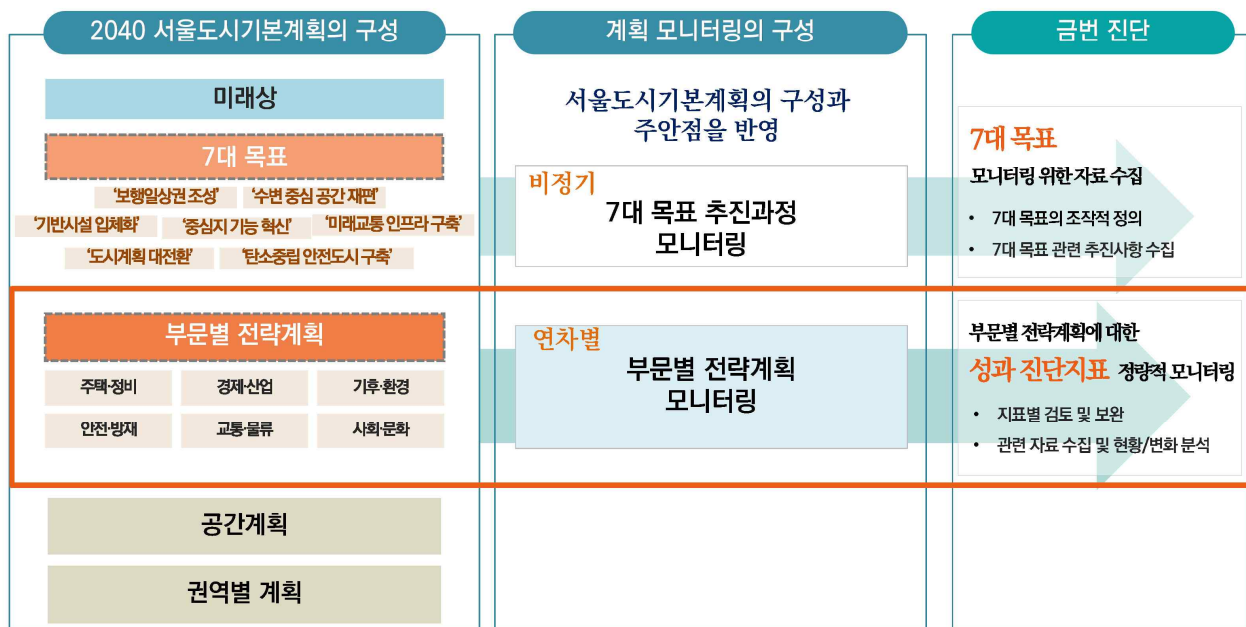 2040 서울도시기본계획의 구성
미래상
7대 목표
'보행일상권 조성' '수변 중심 공간 재편'
'기반시설 입체화' '중심지 기능 혁신' '미래교통 인프라 구축'
'도시계획 대전환' '탄소중립 안전도시 구축'
부문별 전략계획
주택·정비 경제·산업 기후·환경
안전·방재 교통·물류 사회·문화
공간계획
권역별 계획
계획 모니터링의 구성
서울도시기본계획의 구성과
주안점을 반영
비정기
7대 목표 추진과정
모니터링
연차별
부문별 전략계획
모니터링
금번 진단
7대 목표
모니터링 위한 자료 수집
• 7대 목표의 조작적 정의
• 7대 목표 관련 추진사항 수집
부문별 전략계획에 대한
성과 진단지표 정량적 모니터링
• 지표별 검토 및 보완
• 관련 자료 수집 및 현황/변화 분석